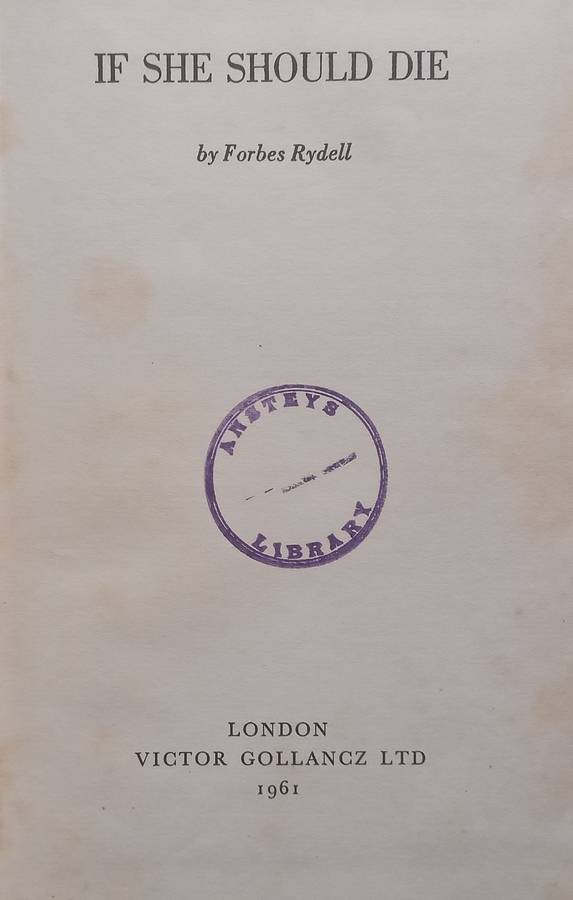 IF SHE SHOULD DIE
by Forbes Rydell
ANSTEYS
LIBRARY
LONDON
VICTOR GOLLANCZ LTD
1961